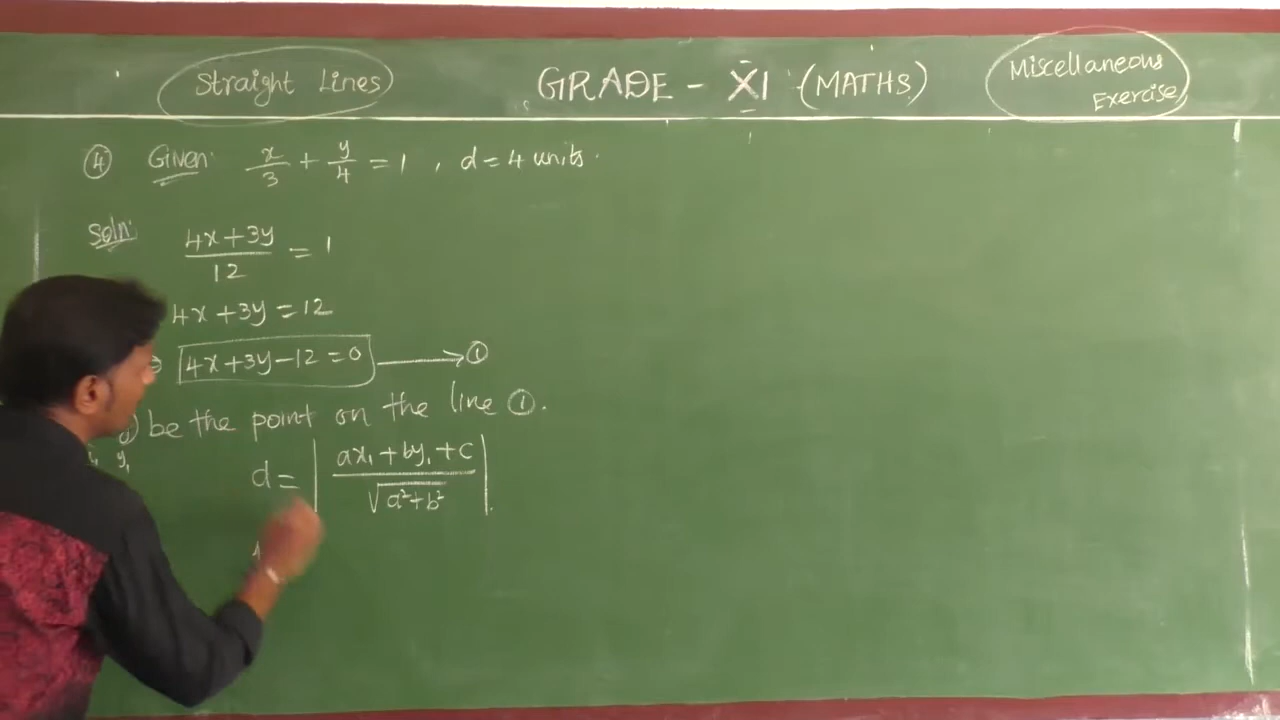 Straight Lines
GRADE - XI (MATHS)
Miscellaneous
Exercise
④ Given: x/3 + y/4 = 1 , d = 4 units.
Soln:
4x+3y/12 = 1
4x + 3y = 12
4x+3y-12 = 0 ⟶ ①
be the point on the line ①.
y₁
d = | ax₁ + by₁ + c / √a²+b² |.